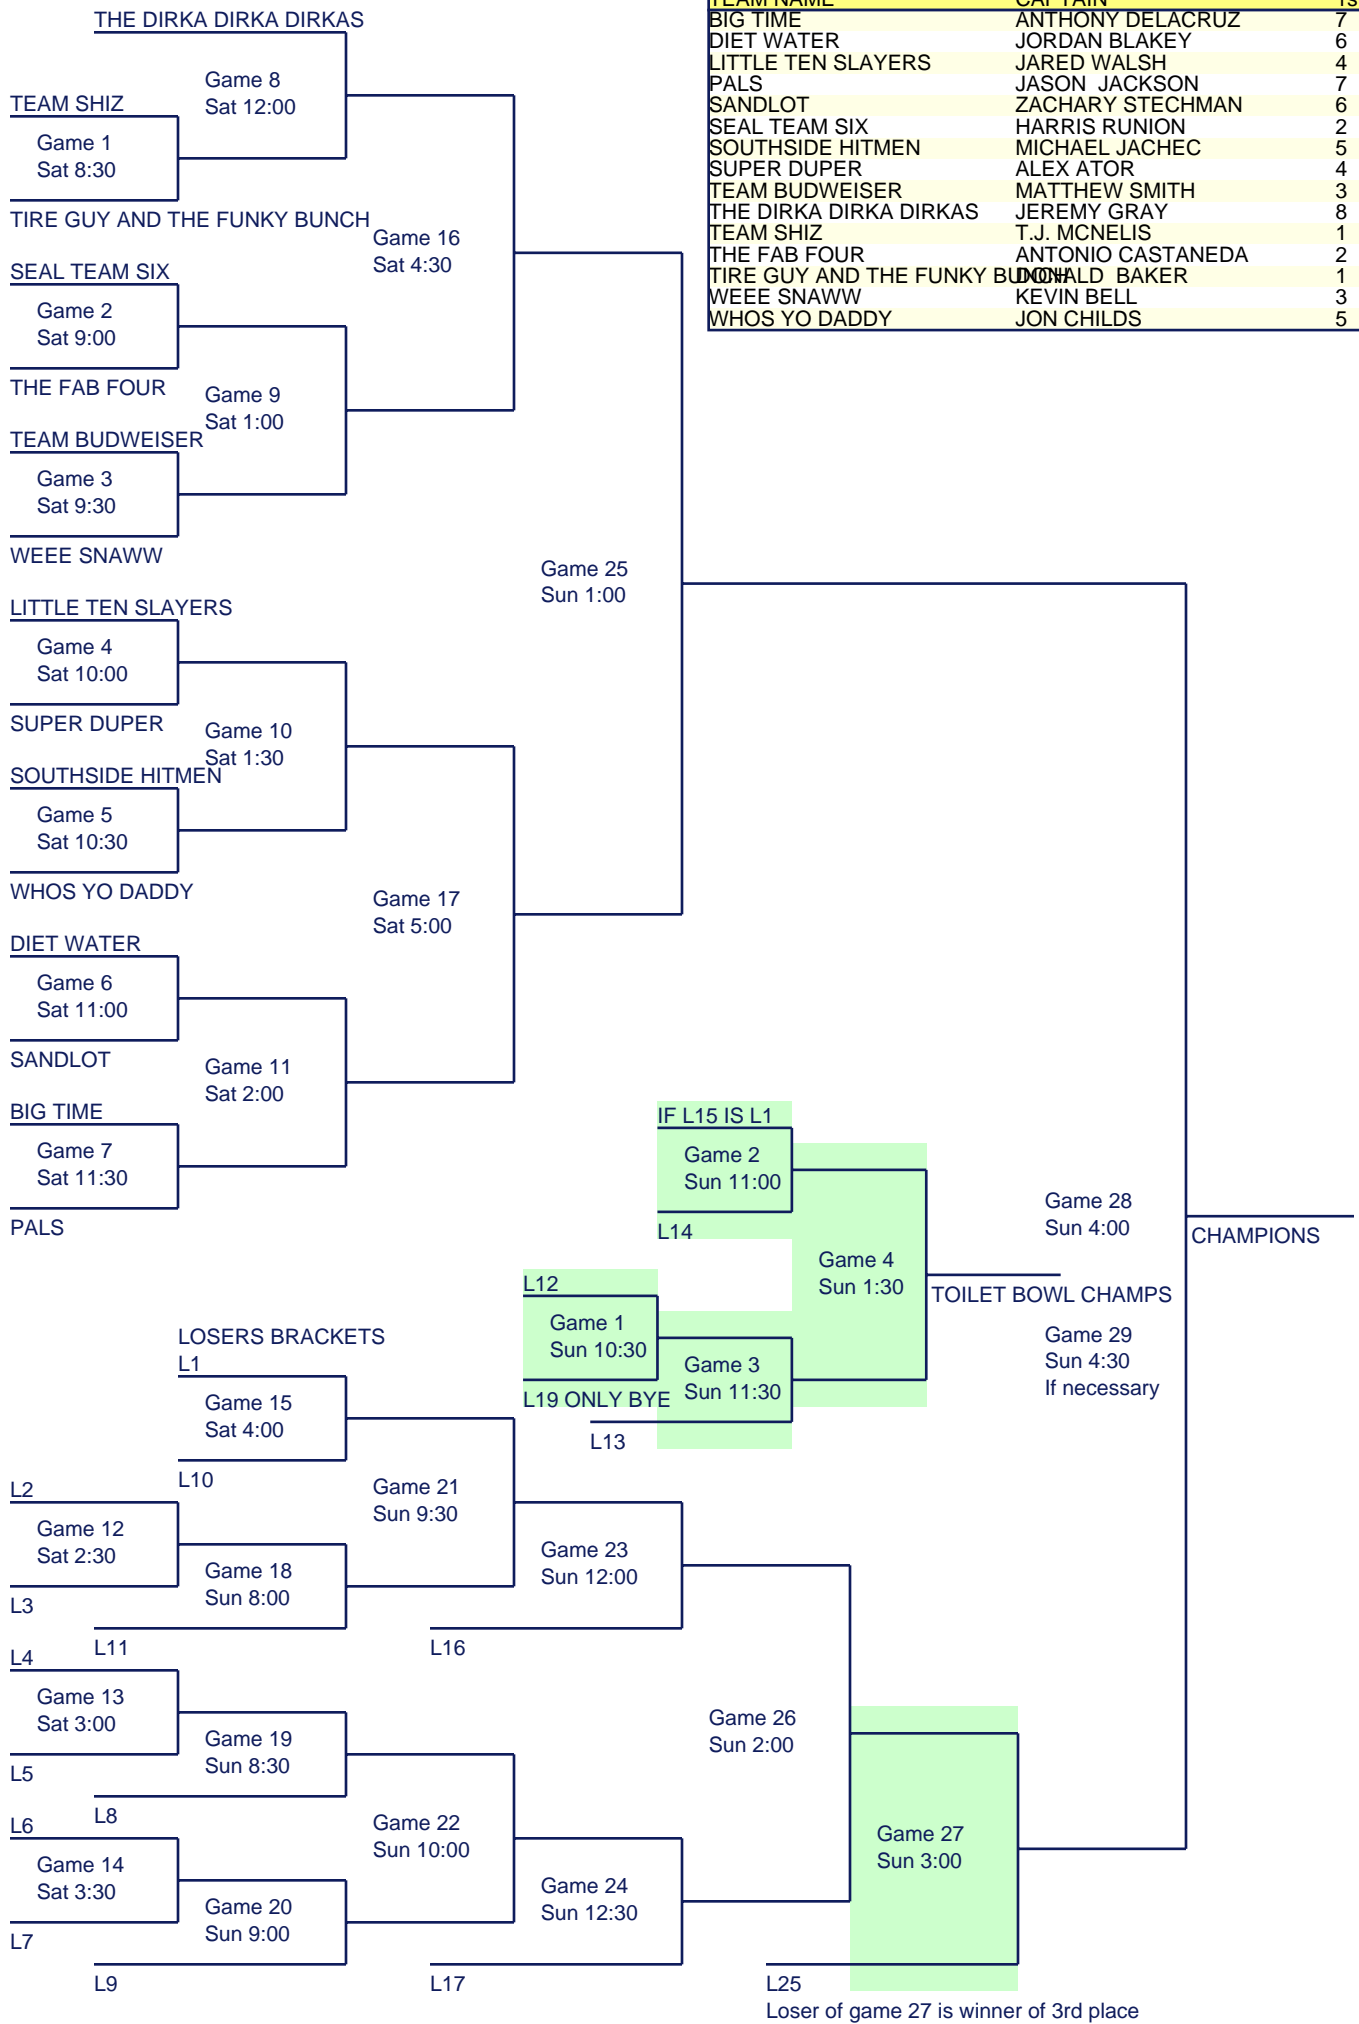 THE DIRKA DIRKA DIRKAS
TEAM NAME CAPTAIN 1s
BIG TIME ANTHONY DELACRUZ 7
DIET WATER JORDAN BLAKEY 6
LITTLE TEN SLAYERS JARED WALSH 4
PALS JASON JACKSON 7
SANDLOT ZACHARY STECHMAN 6
SEAL TEAM SIX HARRIS RUNION 2
SOUTHSIDE HITMEN MICHAEL JACHEC 5
SUPER DUPER ALEX ATOR 4
TEAM BUDWEISER MATTHEW SMITH 3
THE DIRKA DIRKA DIRKAS JEREMY GRAY 8
TEAM SHIZ T.J. MCNELIS 1
THE FAB FOUR ANTONIO CASTANEDA 2
TIRE GUY AND THE FUNKY BUNCH DONALD BAKER 1
WEEE SNAWW KEVIN BELL 3
WHOS YO DADDY JON CHILDS 5
Game 8
Sat 12:00
TEAM SHIZ
Game 1
Sat 8:30
TIRE GUY AND THE FUNKY BUNCH
Game 16
Sat 4:30
SEAL TEAM SIX
Game 2
Sat 9:00
THE FAB FOUR
Game 9
Sat 1:00
TEAM BUDWEISER
Game 3
Sat 9:30
WEEE SNAWW
Game 25
Sun 1:00
LITTLE TEN SLAYERS
Game 4
Sat 10:00
SUPER DUPER
Game 10
Sat 1:30
SOUTHSIDE HITMEN
Game 5
Sat 10:30
WHOS YO DADDY
Game 17
Sat 5:00
DIET WATER
Game 6
Sat 11:00
SANDLOT
Game 11
Sat 2:00
BIG TIME
Game 7
Sat 11:30
PALS
IF L15 IS L1
Game 2
Sun 11:00
L14
Game 28
Sun 4:00
CHAMPIONS
Game 4
Sun 1:30
TOILET BOWL CHAMPS
L12
Game 1
Sun 10:30
L19 ONLY BYE
Game 3
Sun 11:30
L13
Game 29
Sun 4:30
If necessary
LOSERS BRACKETS
L1
Game 15
Sat 4:00
L10
L2
Game 12
Sat 2:30
L3
Game 21
Sun 9:30
Game 18
Sun 8:00
L11
Game 23
Sun 12:00
L16
L4
Game 13
Sat 3:00
L5
Game 19
Sun 8:30
L8
Game 26
Sun 2:00
L6
Game 14
Sat 3:30
L7
Game 22
Sun 10:00
Game 20
Sun 9:00
L9
Game 24
Sun 12:30
L17
Game 27
Sun 3:00
L25
Loser of game 27 is winner of 3rd place